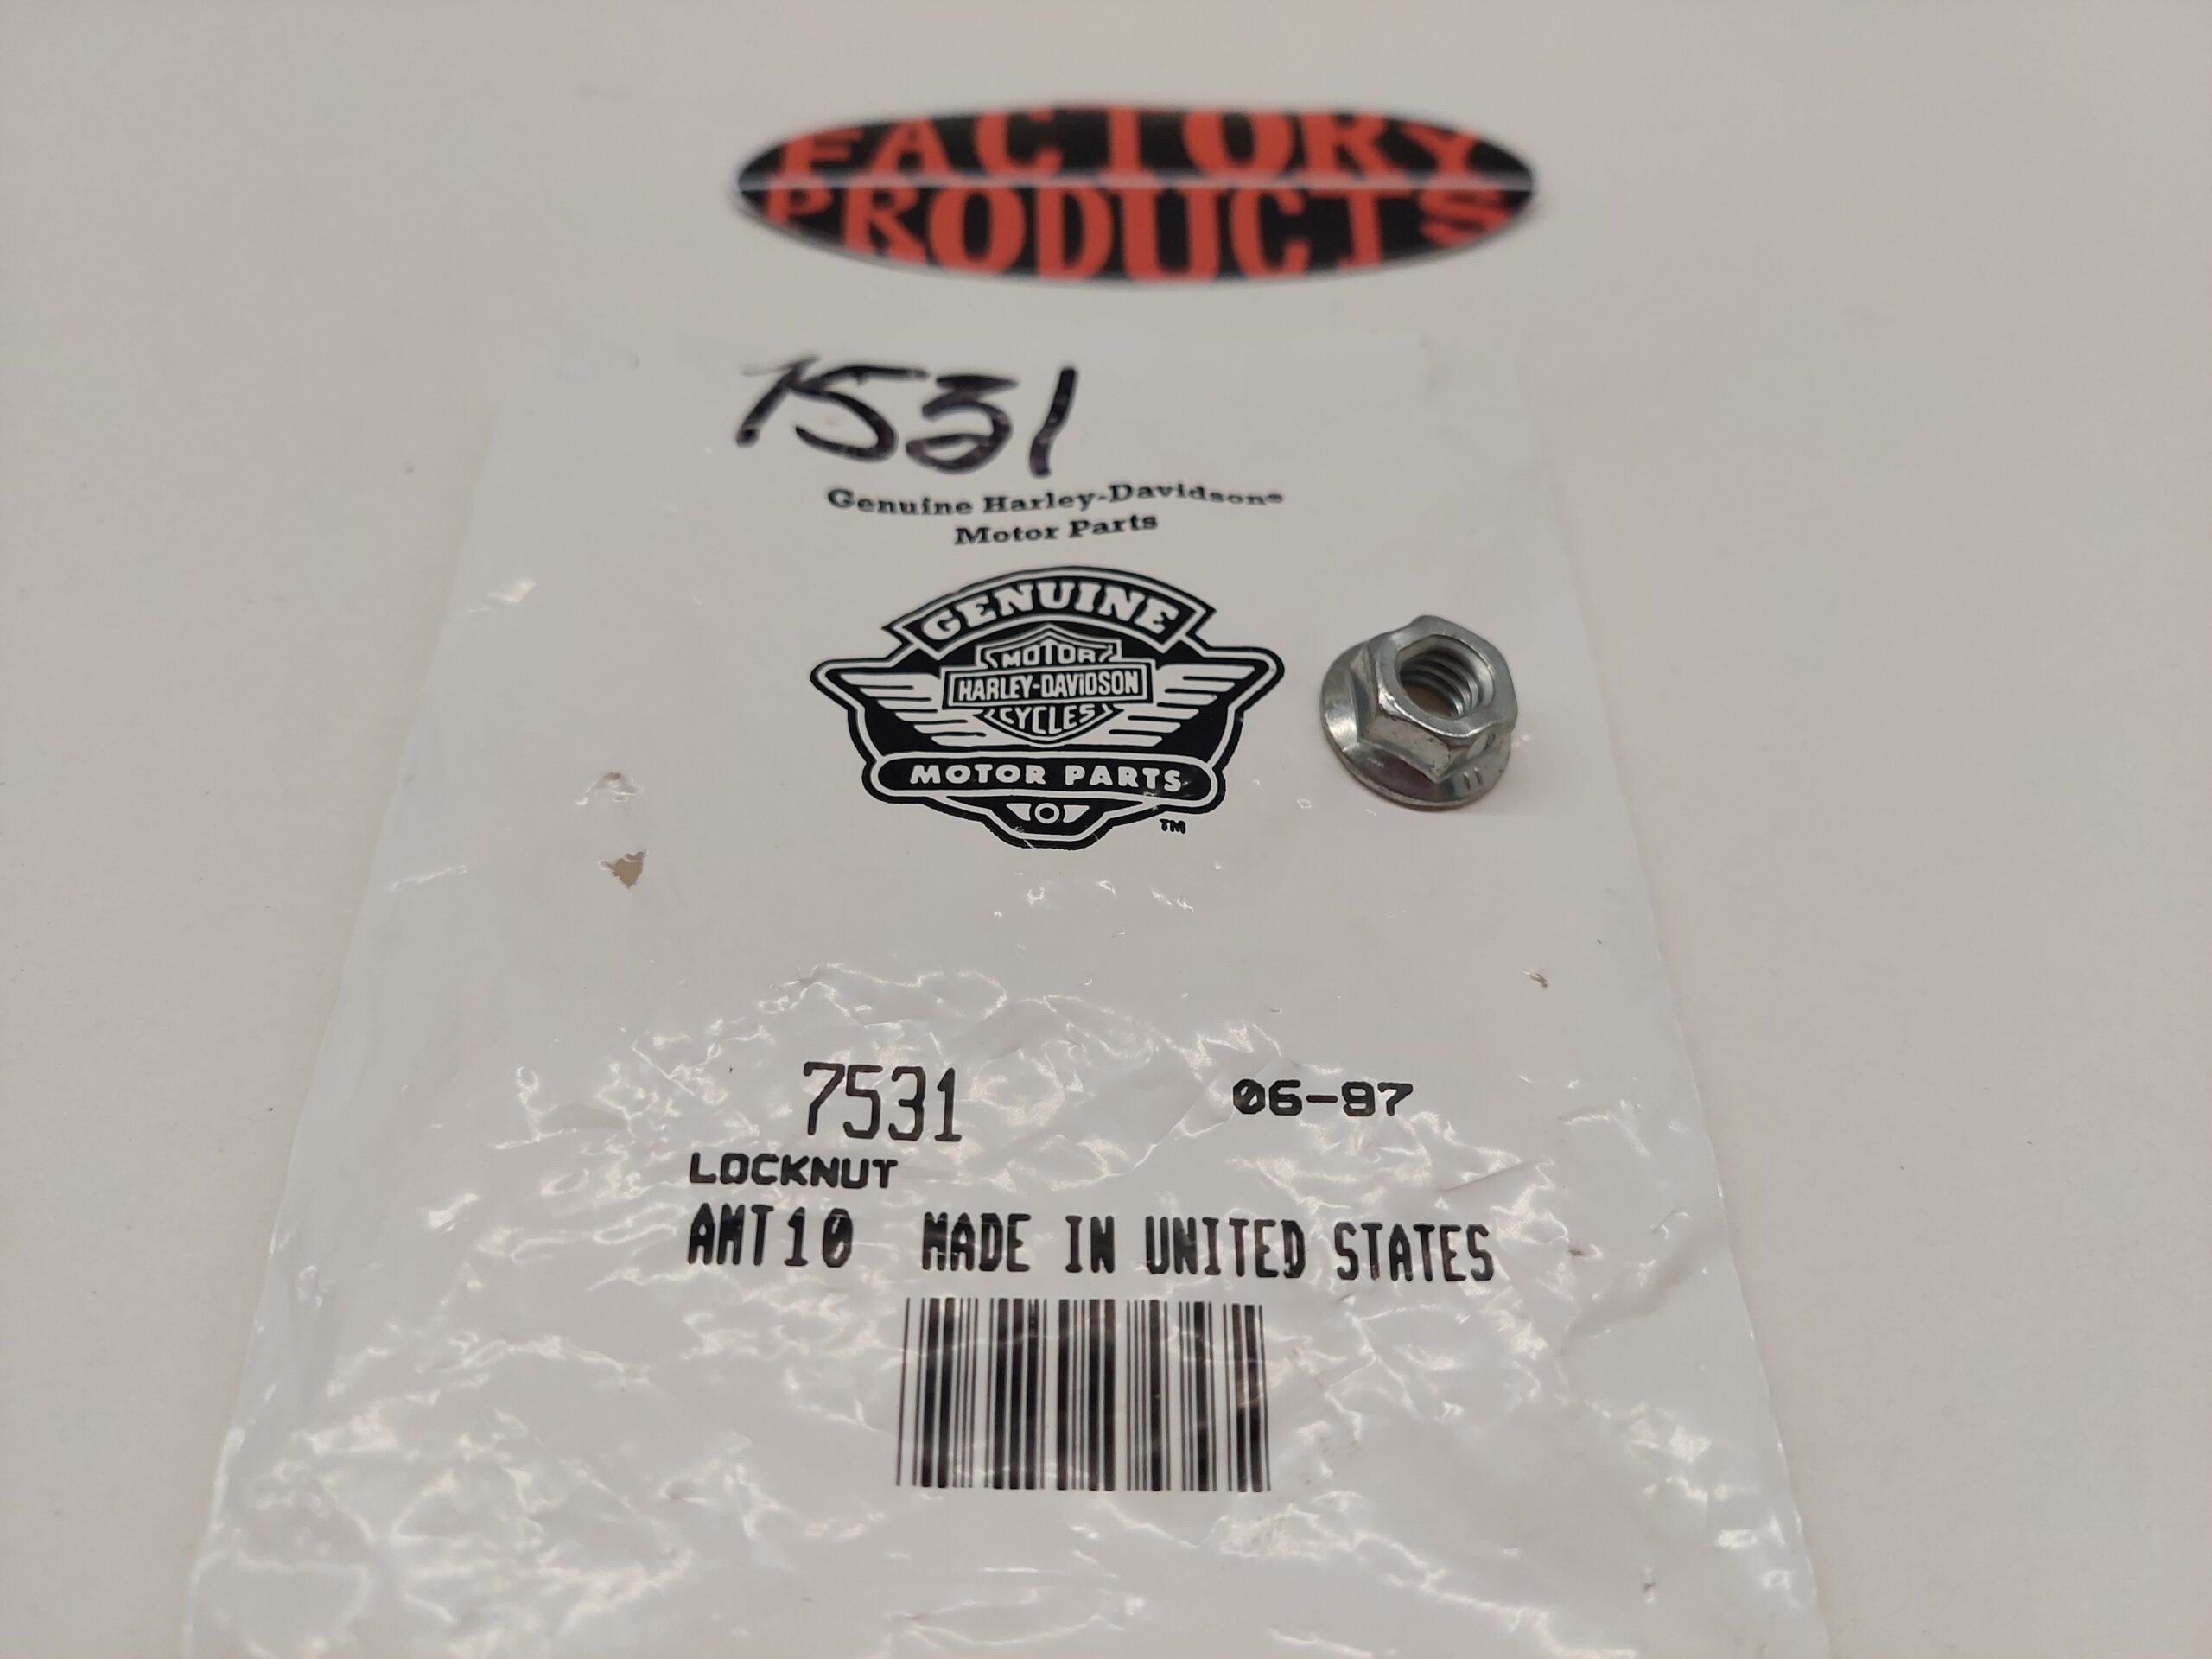 FACTORY
PRODUCTS
7531
Genuine Harley-Davidson®
Motor Parts
GENUINE
MOTOR
HARLEY-DAVIDSON
CYCLES
MOTOR PARTS
TM
7531 06-97
LOCKNUT
AMT10 MADE IN UNITED STATES